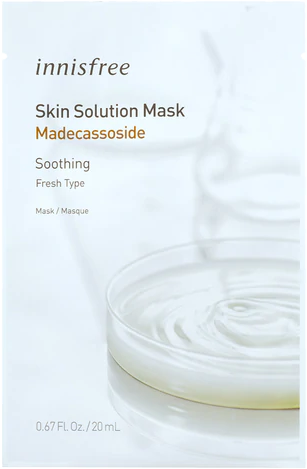 innisfree
Skin Solution Mask
Madecassoside
Soothing
Fresh Type
Mask / Masque
0.67 Fl. Oz. / 20 mL